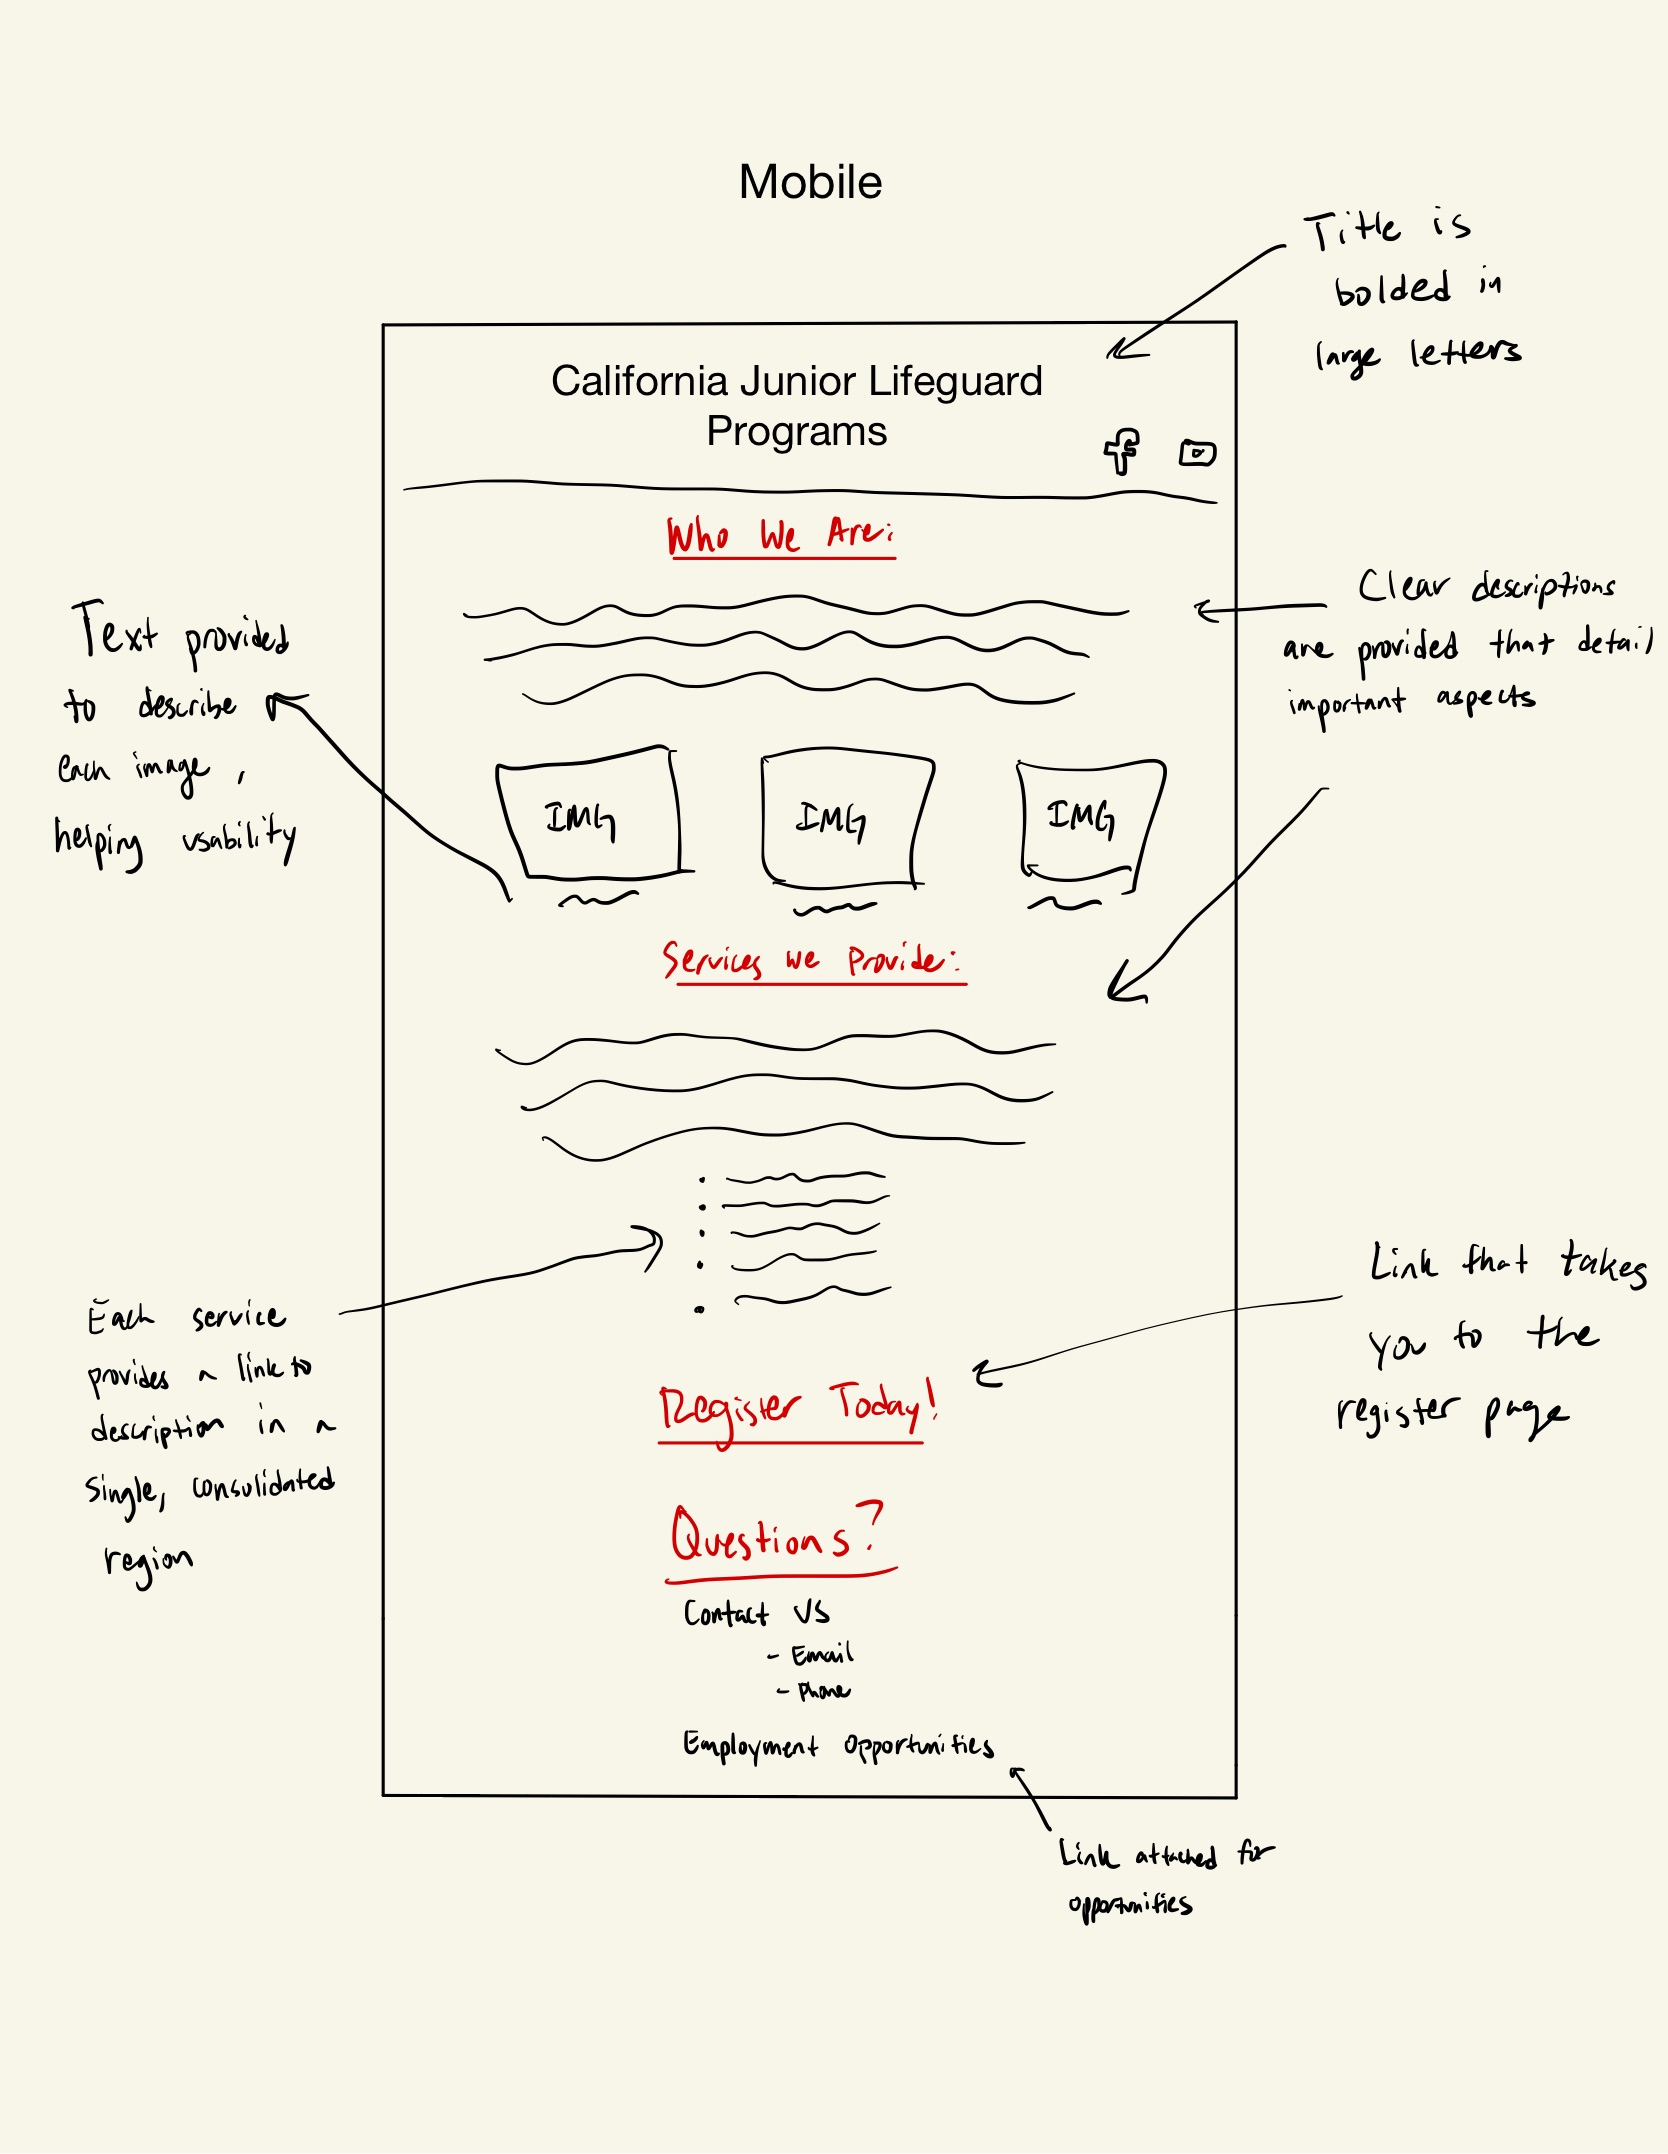 Mobile
Title is
bolded in
large letters
California Junior Lifeguard
Programs
Who We Are:
Clear descriptions
are provided that detail
important aspects
Text provided
to describe
each image,
helping usability
IMG IMG IMG
Services we Provide:
Each service
provides a link to
description in a
single, consolidated
region
Link that takes
you to the
register page
Register Today!
Questions?
Contact Us
- Email
- Phone
Employment Opportunities
Link attached for
opportunities